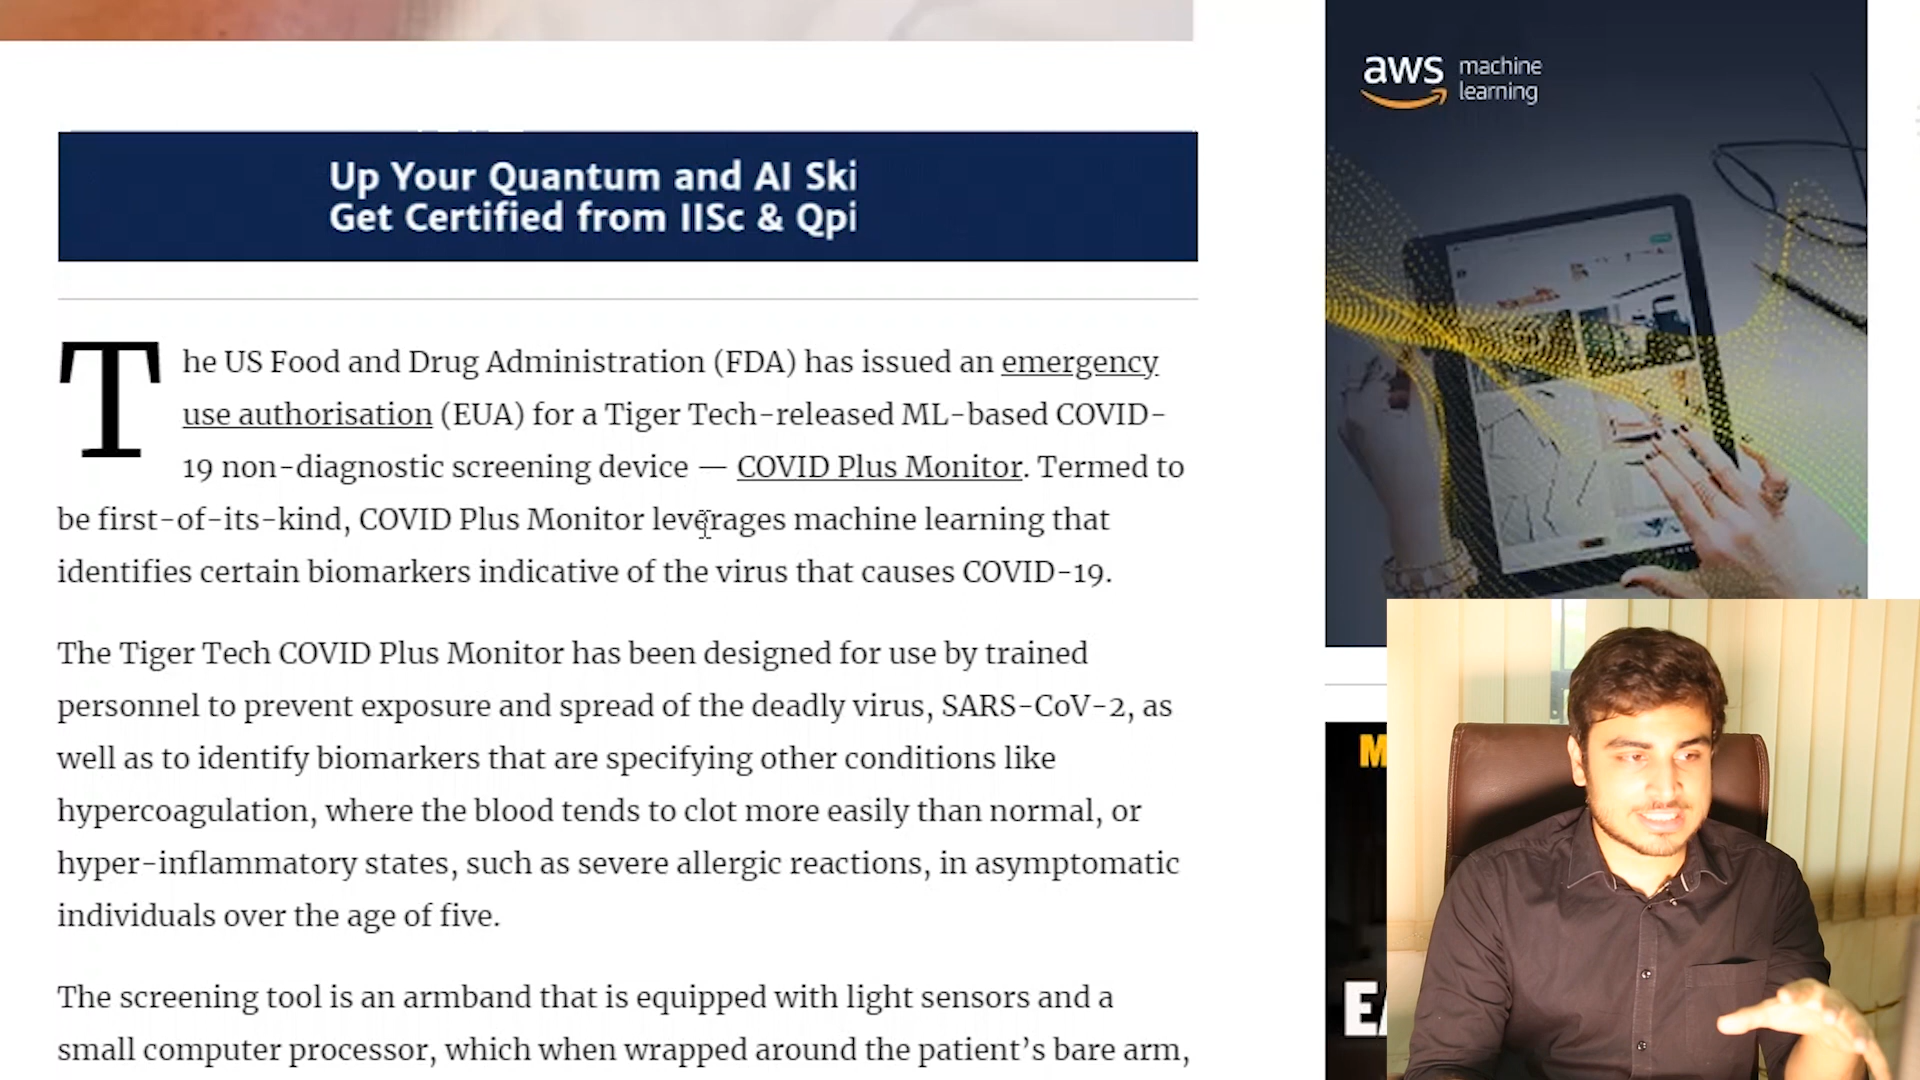 aws machine
learning
Up Your Quantum and AI Ski
Get Certified from IISc & Qpi
The US Food and Drug Administration (FDA) has issued an emergency
use authorisation (EUA) for a Tiger Tech-released ML-based COVID-
19 non-diagnostic screening device — COVID Plus Monitor. Termed to
be first-of-its-kind, COVID Plus Monitor leverages machine learning that
identifies certain biomarkers indicative of the virus that causes COVID-19.
The Tiger Tech COVID Plus Monitor has been designed for use by trained
personnel to prevent exposure and spread of the deadly virus, SARS-CoV-2, as
well as to identify biomarkers that are specifying other conditions like
hypercoagulation, where the blood tends to clot more easily than normal, or
hyper-inflammatory states, such as severe allergic reactions, in asymptomatic
individuals over the age of five.
The screening tool is an armband that is equipped with light sensors and a
small computer processor, which when wrapped around the patient's bare arm,